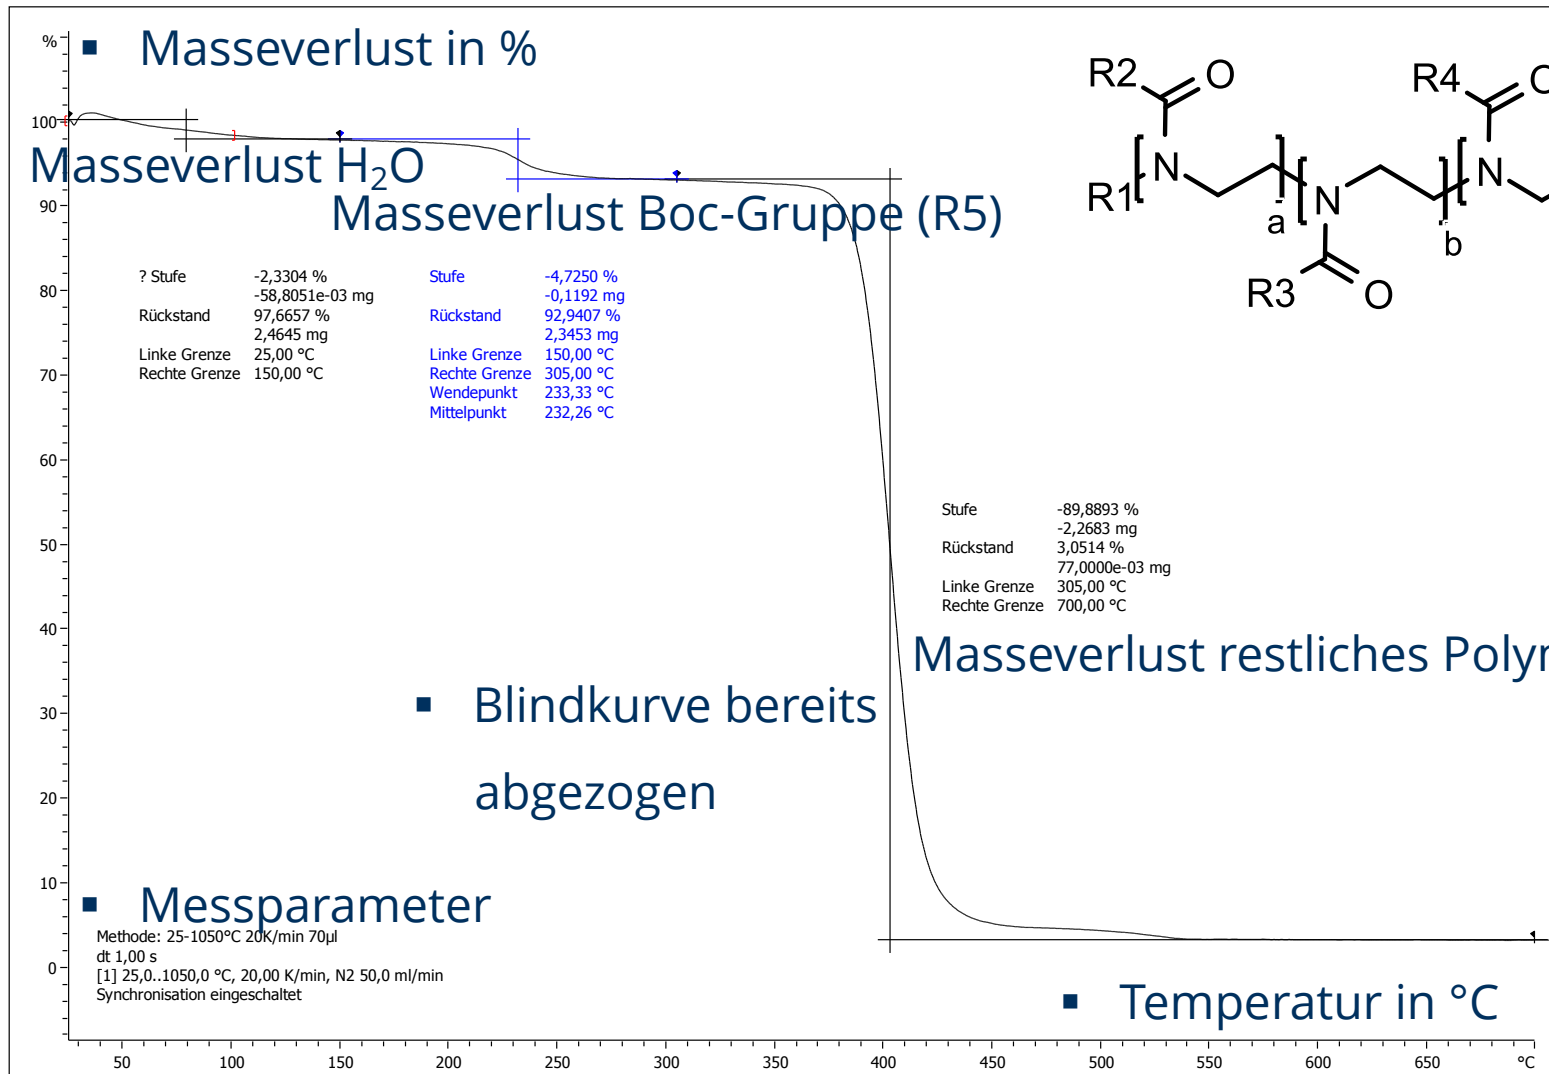 %
▪ Masseverlust in %
R2
O
R4
O
100
N
N
R1
a
N
b
R3
O
Masseverlust H₂O
Masseverlust Boc-Gruppe (R5)
90
? Stufe -2,3304 %
-58,8051e-03 mg
Rückstand 97,6657 %
2,4645 mg
Linke Grenze 25,00 °C
Rechte Grenze 150,00 °C
Stufe -4,7250 %
-0,1192 mg
Rückstand 92,9407 %
2,3453 mg
Linke Grenze 150,00 °C
Rechte Grenze 305,00 °C
Wendepunkt 233,33 °C
Mittelpunkt 232,26 °C
80
70
60
Stufe -89,8893 %
-2,2683 mg
Rückstand 3,0514 %
77,0000e-03 mg
Linke Grenze 305,00 °C
Rechte Grenze 700,00 °C
50
40
Masseverlust restliches Polym
30
▪ Blindkurve bereits
abgezogen
20
10
▪ Messparameter
Methode: 25-1050°C 20K/min 70µl
dt 1,00 s
[1] 25,0..1050,0 °C, 20,00 K/min, N2 50,0 ml/min
Synchronisation eingeschaltet
0
▪ Temperatur in °C
50 100 150 200 250 300 350 400 450 500 550 600 650 °C